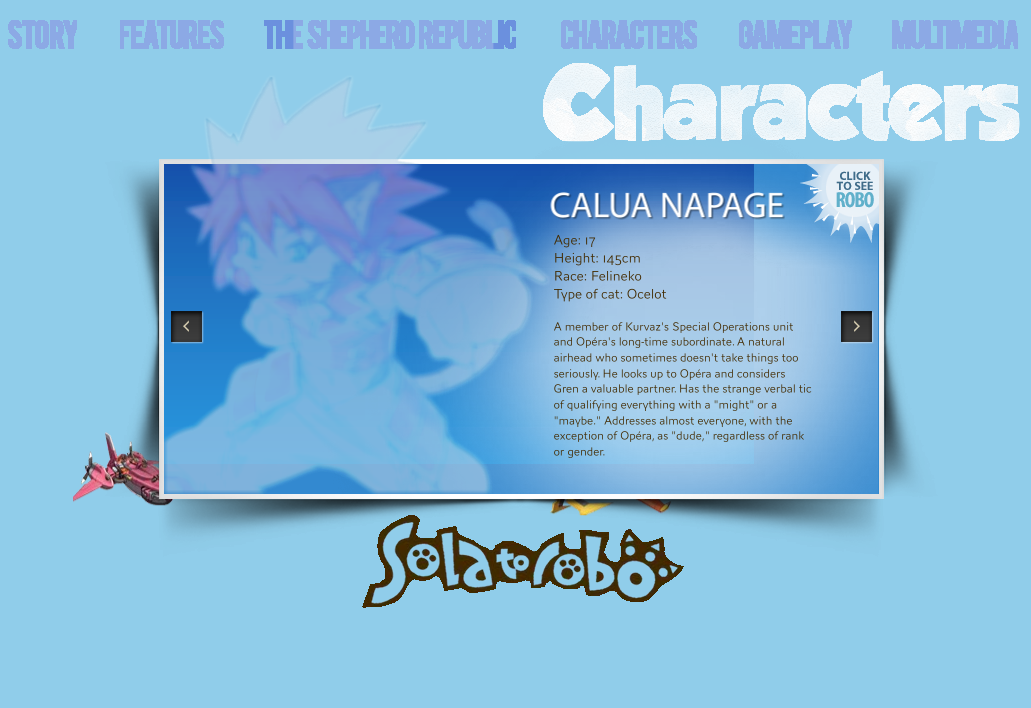 STORY FEATURES THE SHEPHERD REPUBLIC CHARACTERS GAMEPLAY MULTIMEDIA
Characters
CLICK
TO SEE
ROBO
CALUA NAPAGE
Age: 17
Height: 145cm
Race: Felineko
Type of cat: Ocelot
A member of Kurvaz's Special Operations unit
and Opéra's long-time subordinate. A natural
airhead who sometimes doesn't take things too
seriously. He looks up to Opéra and considers
Gren a valuable partner. Has the strange verbal tic
of qualifying everything with a "might" or a
"maybe." Addresses almost everyone, with the
exception of Opéra, as "dude," regardless of rank
or gender.
Solatorobo